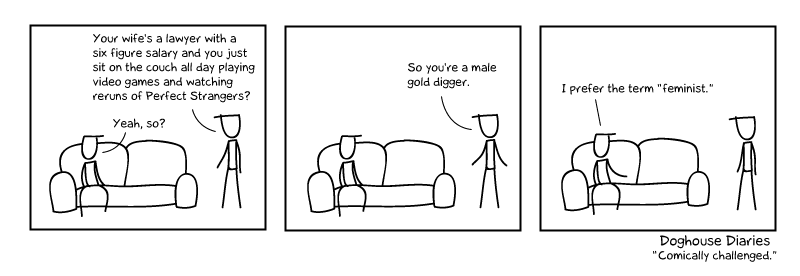 Your wife's a lawyer with a
six figure salary and you just
sit on the couch all day playing
video games and watching
reruns of Perfect Strangers?
Yeah, so?
So you're a male
gold digger.
I prefer the term "feminist."
Doghouse Diaries
"Comically challenged."